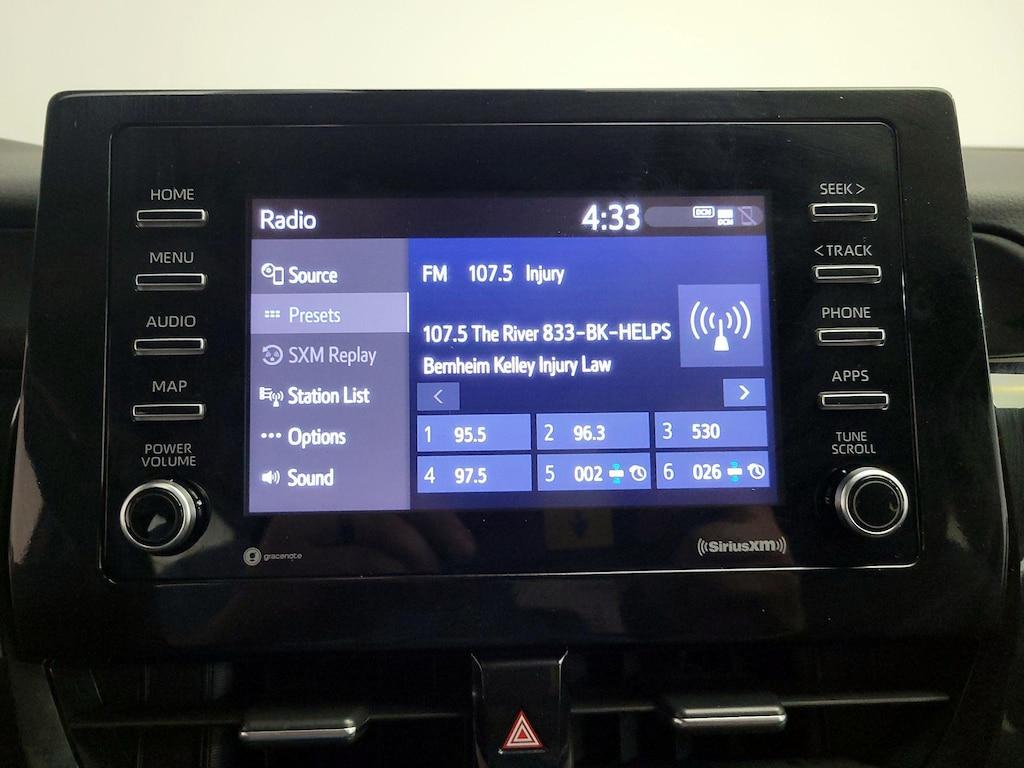 HOME
MENU
AUDIO
MAP
POWER
VOLUME
Radio
4:33
DCM
DCM
Source
Presets
SXM Replay
Station List
Options
Sound
FM 107.5 Injury
107.5 The River 833-BK-HELPS
Bernheim Kelley Injury Law
<
>
1 95.5
2 96.3
3 530
4 97.5
5 002
6 026
SEEK >
< TRACK
PHONE
APPS
TUNE
SCROLL
gracenote
((SiriusXM))